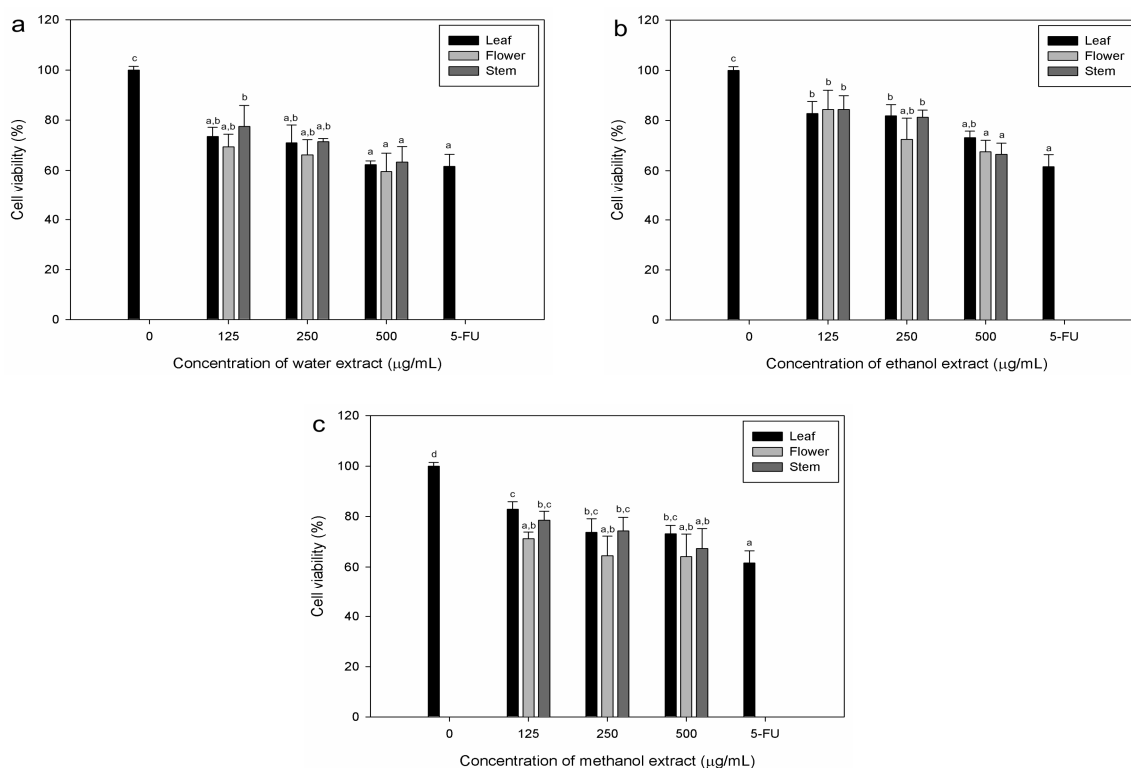 a
120
100
80
60
40
20
0
Cell viability (%)
Leaf
Flower
Stem
c
a,b a,b b
a,b a,b a,b
a a a
a
0 125 250 500 5-FU
Concentration of water extract (μg/mL)
b
120
100
80
60
40
20
0
Cell viability (%)
Leaf
Flower
Stem
c
b b b
b a,b b
a,b a a
a
0 125 250 500 5-FU
Concentration of ethanol extract (μg/mL)
c
120
100
80
60
40
20
0
Cell viability (%)
Leaf
Flower
Stem
d
c a,b b,c
b,c a,b b,c
b,c a,b a,b
a
0 125 250 500 5-FU
Concentration of methanol extract (μg/mL)